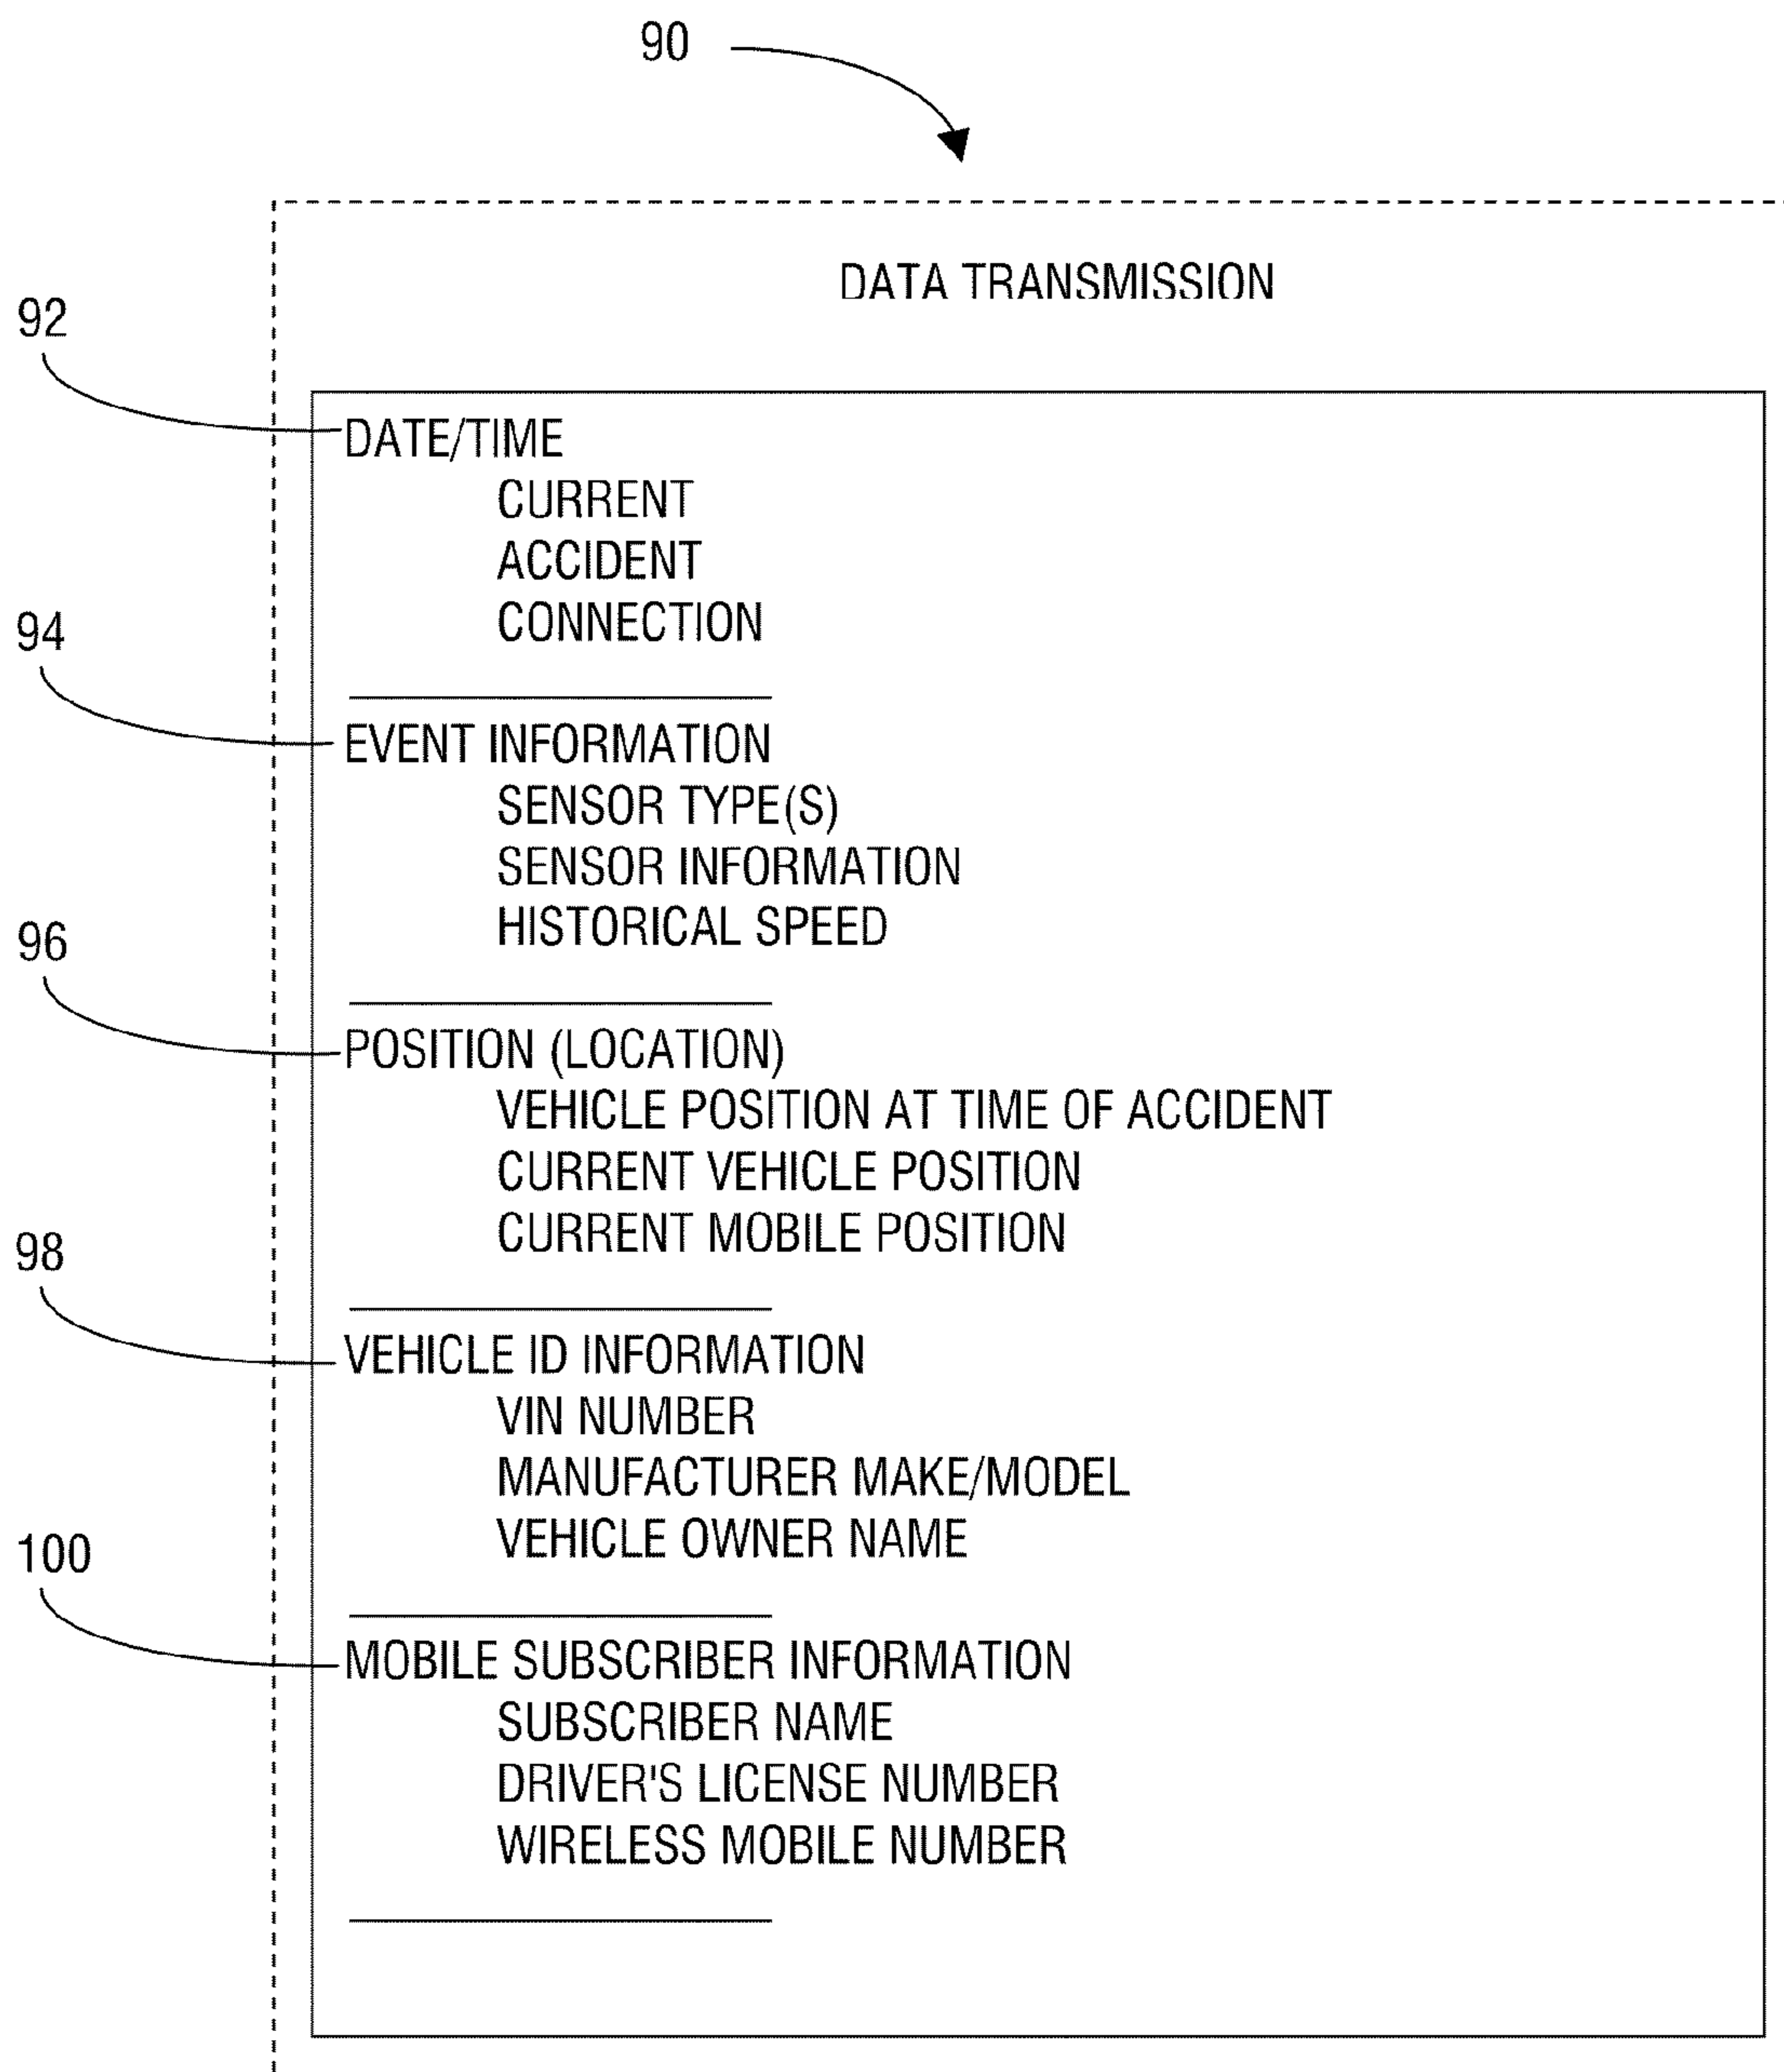 90
DATA TRANSMISSION
92
DATE/TIME
CURRENT
ACCIDENT
CONNECTION
94
EVENT INFORMATION
SENSOR TYPE(S)
SENSOR INFORMATION
HISTORICAL SPEED
96
POSITION (LOCATION)
VEHICLE POSITION AT TIME OF ACCIDENT
CURRENT VEHICLE POSITION
CURRENT MOBILE POSITION
98
VEHICLE ID INFORMATION
VIN NUMBER
MANUFACTURER MAKE/MODEL
VEHICLE OWNER NAME
100
MOBILE SUBSCRIBER INFORMATION
SUBSCRIBER NAME
DRIVER'S LICENSE NUMBER
WIRELESS MOBILE NUMBER